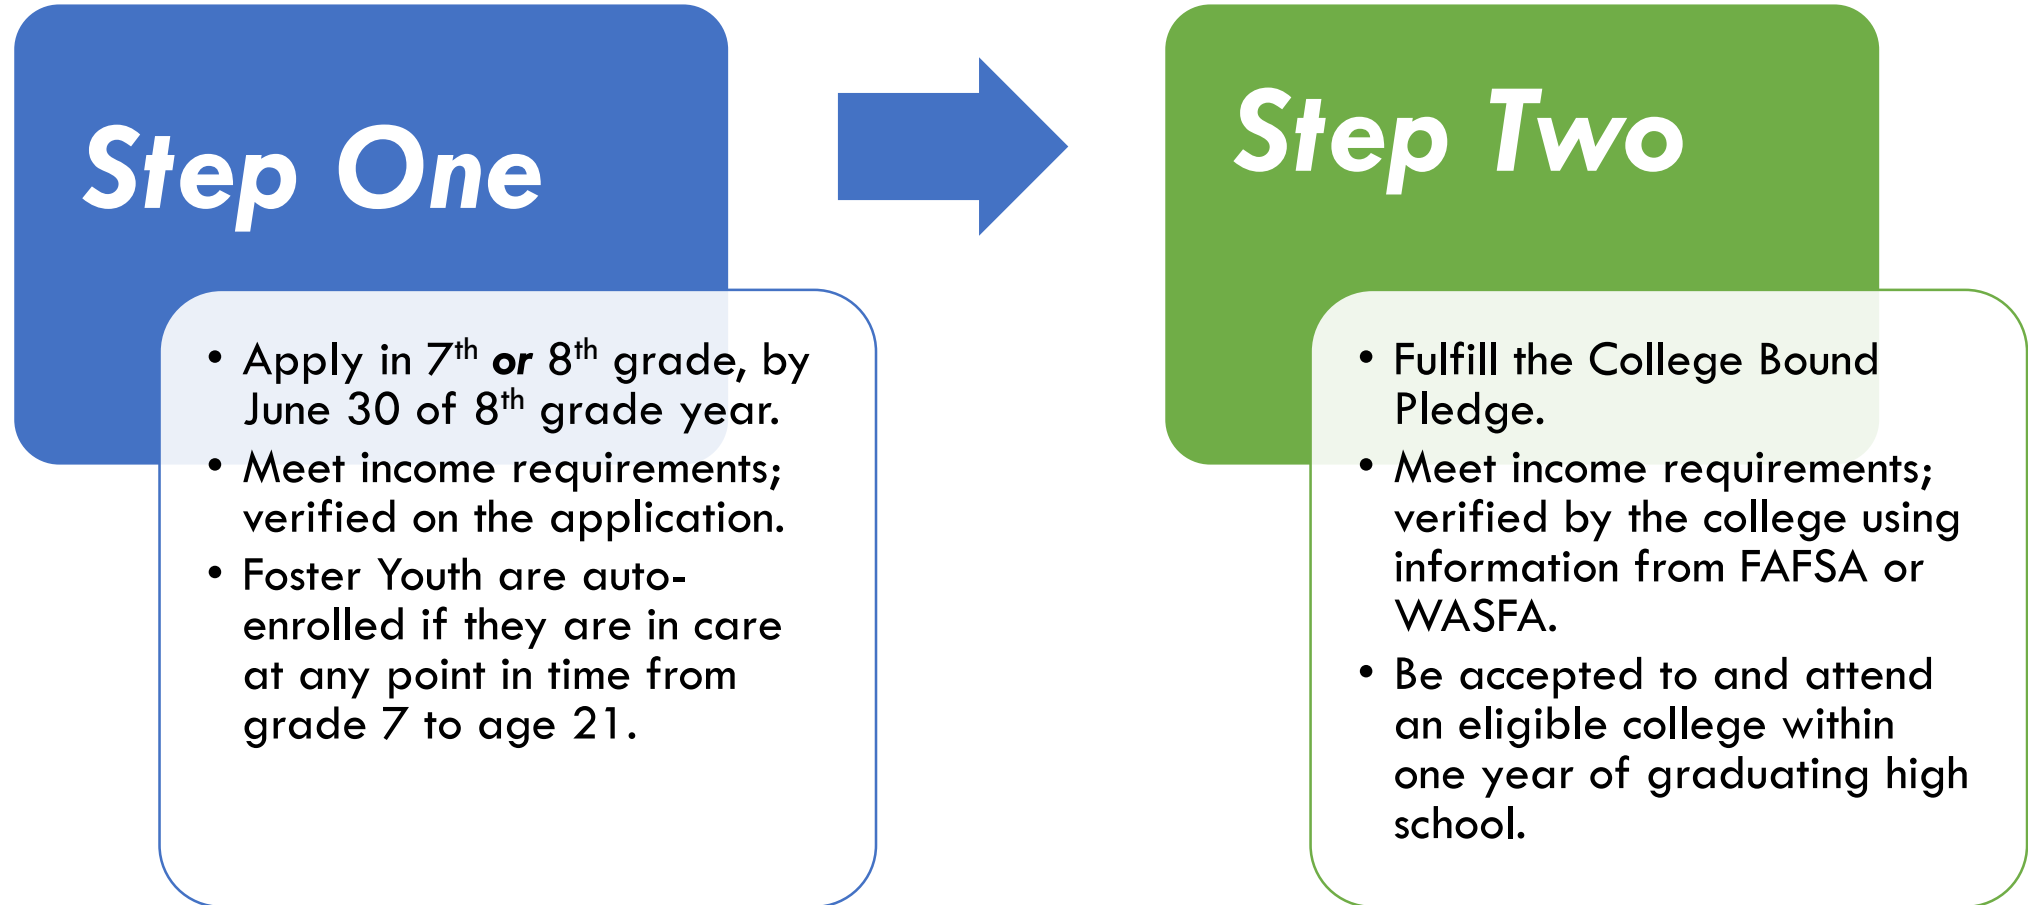 Step One
• Apply in 7th or 8th grade, by
June 30 of 8th grade year.
• Meet income requirements;
verified on the application.
• Foster Youth are auto-
enrolled if they are in care
at any point in time from
grade 7 to age 21.
Step Two
• Fulfill the College Bound
Pledge.
• Meet income requirements;
verified by the college using
information from FAFSA or
WASFA.
• Be accepted to and attend
an eligible college within
one year of graduating high
school.